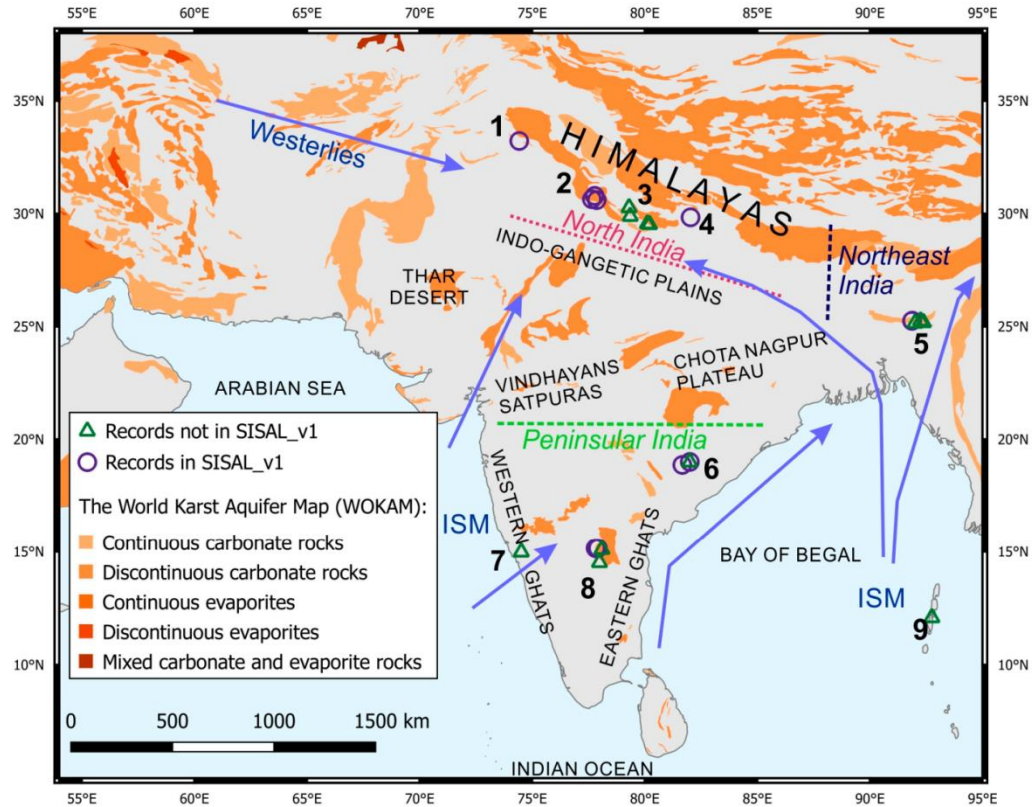 55°E 60°E 65°E 70°E 75°E 80°E 85°E 90°E 95°E
35°N 35°N
Westerlies
1
HIMALAYAS
2
3
4
30°N 30°N
North India
INDO-GANGETIC PLAINS
Northeast
India
THAR
DESERT
25°N 25°N
5
CHOTA NAGPUR
PLATEAU
VINDHAYANS
SATPURAS
ARABIAN SEA
20°N
Peninsular India
Records not in SISAL_v1
Records in SISAL_v1
The World Karst Aquifer Map (WOKAM):
Continuous carbonate rocks
Discontinuous carbonate rocks
Continuous evaporites
Discontinuous evaporites
Mixed carbonate and evaporite rocks
20°N
6
WESTERN
GHATS
EASTERN GHATS
ISM
15°N 15°N
7
8
BAY OF BEGAL
ISM
9
10°N 10°N
0 500 1000 1500 km
INDIAN OCEAN
55°E 60°E 65°E 70°E 75°E 80°E 85°E 90°E 95°E